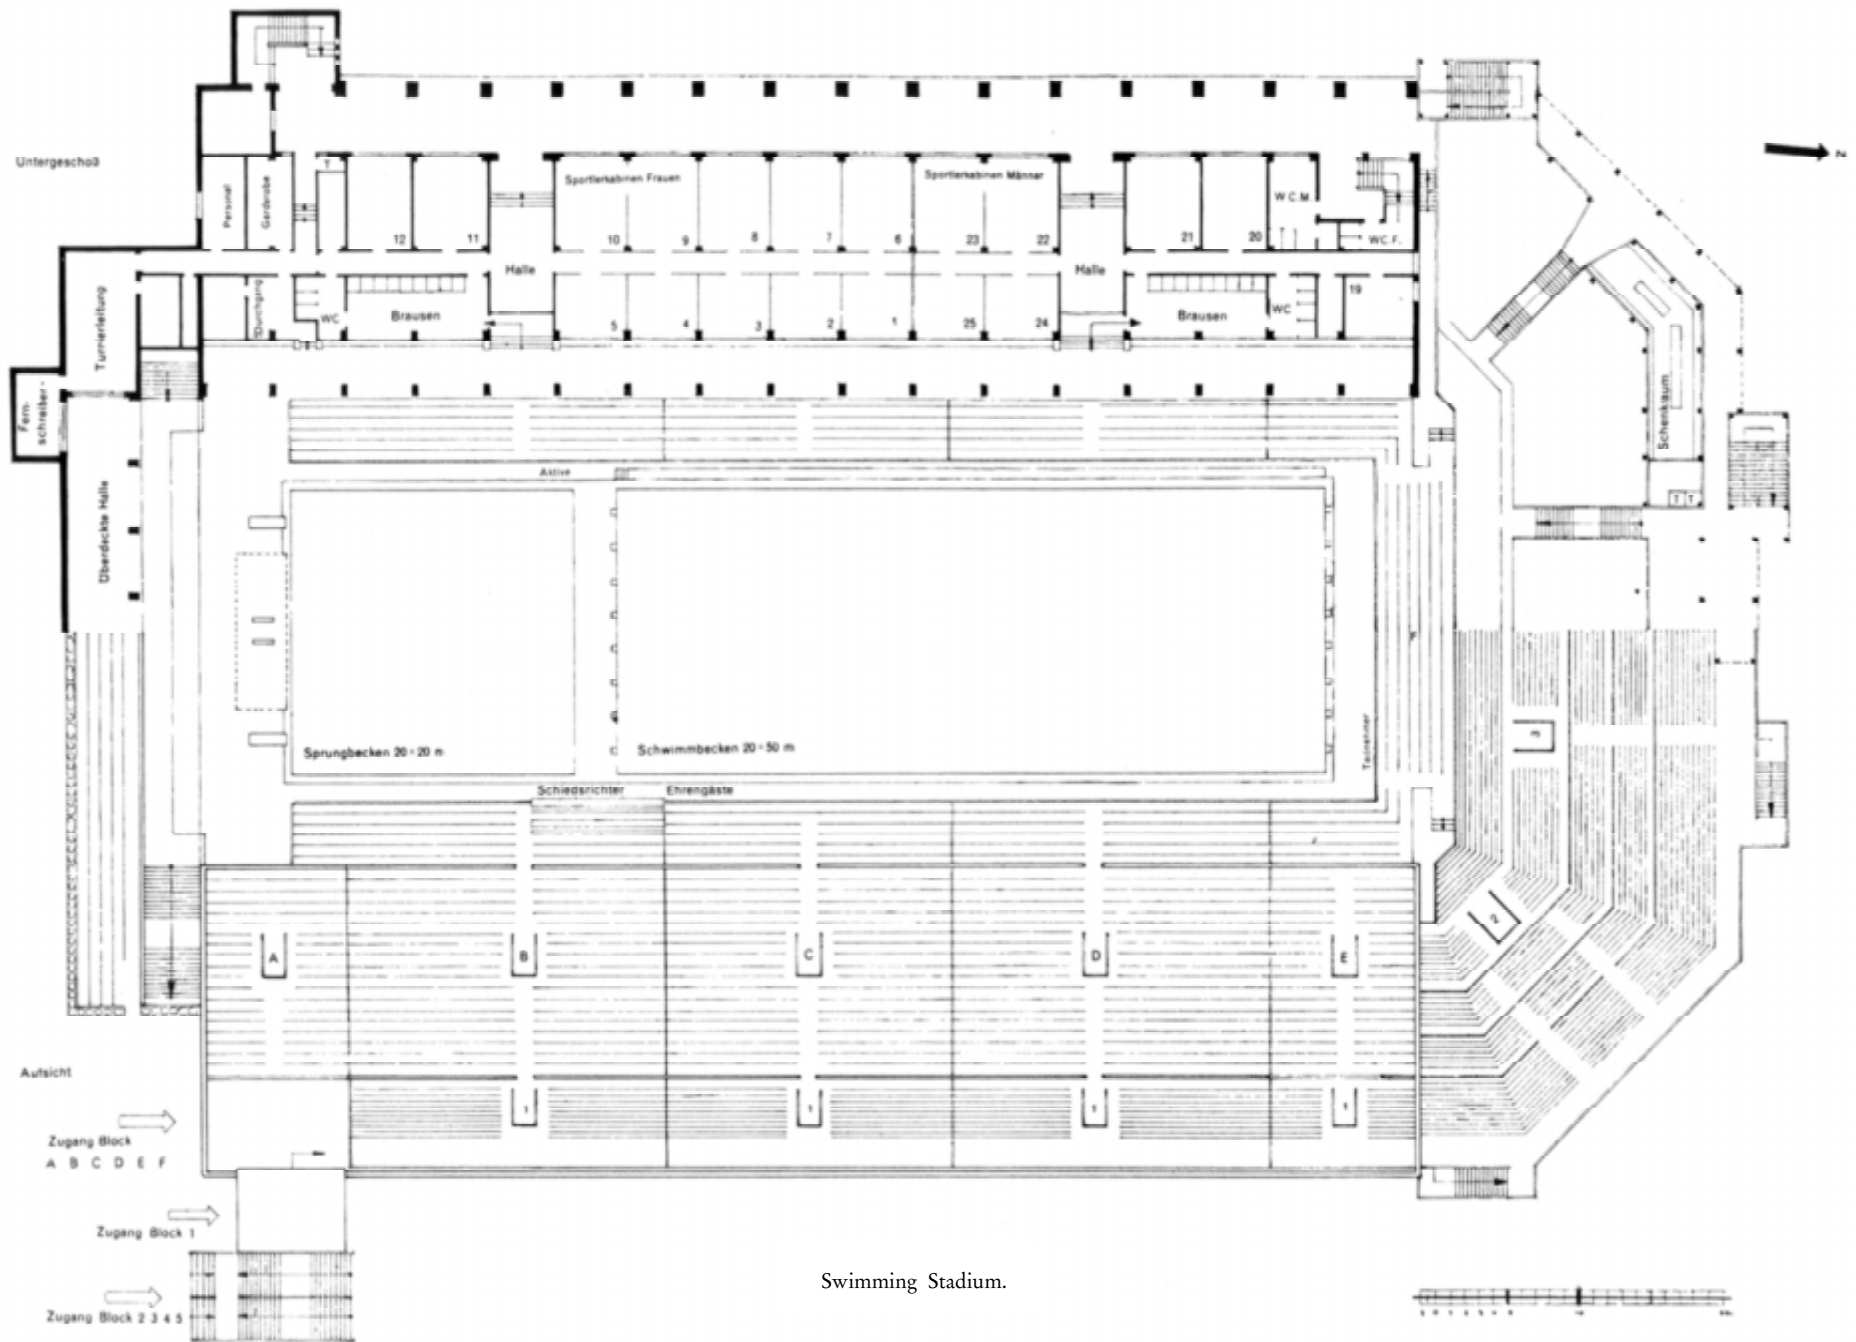 Untergeschoß
N
T
Personal
Garderobe
Sportlerkabinen Frauen
Sportlerkabinen Männer
W C.M.
WC F.
12
11
10
9
8
7
6
23
22
21
20
Halle
Halle
Turnierleitung
Durchgang
WC
Brausen
5
4
3
2
1
25
24
Brausen
WC
19
Fern-
schreiber-
Schenkraum
T T
Überdeckte Halle
Aktive
F
Teilnehmer
3
Sprungbecken 20 × 20 m
Schwimmbecken 20 × 50 m
Schiedsrichter
Ehrengäste
2
A
B
C
D
E
1
1
1
1
Aufsicht
Zugang Block
A B C D E F
Zugang Block 1
Zugang Block 2 3 4 5
Swimming Stadium.